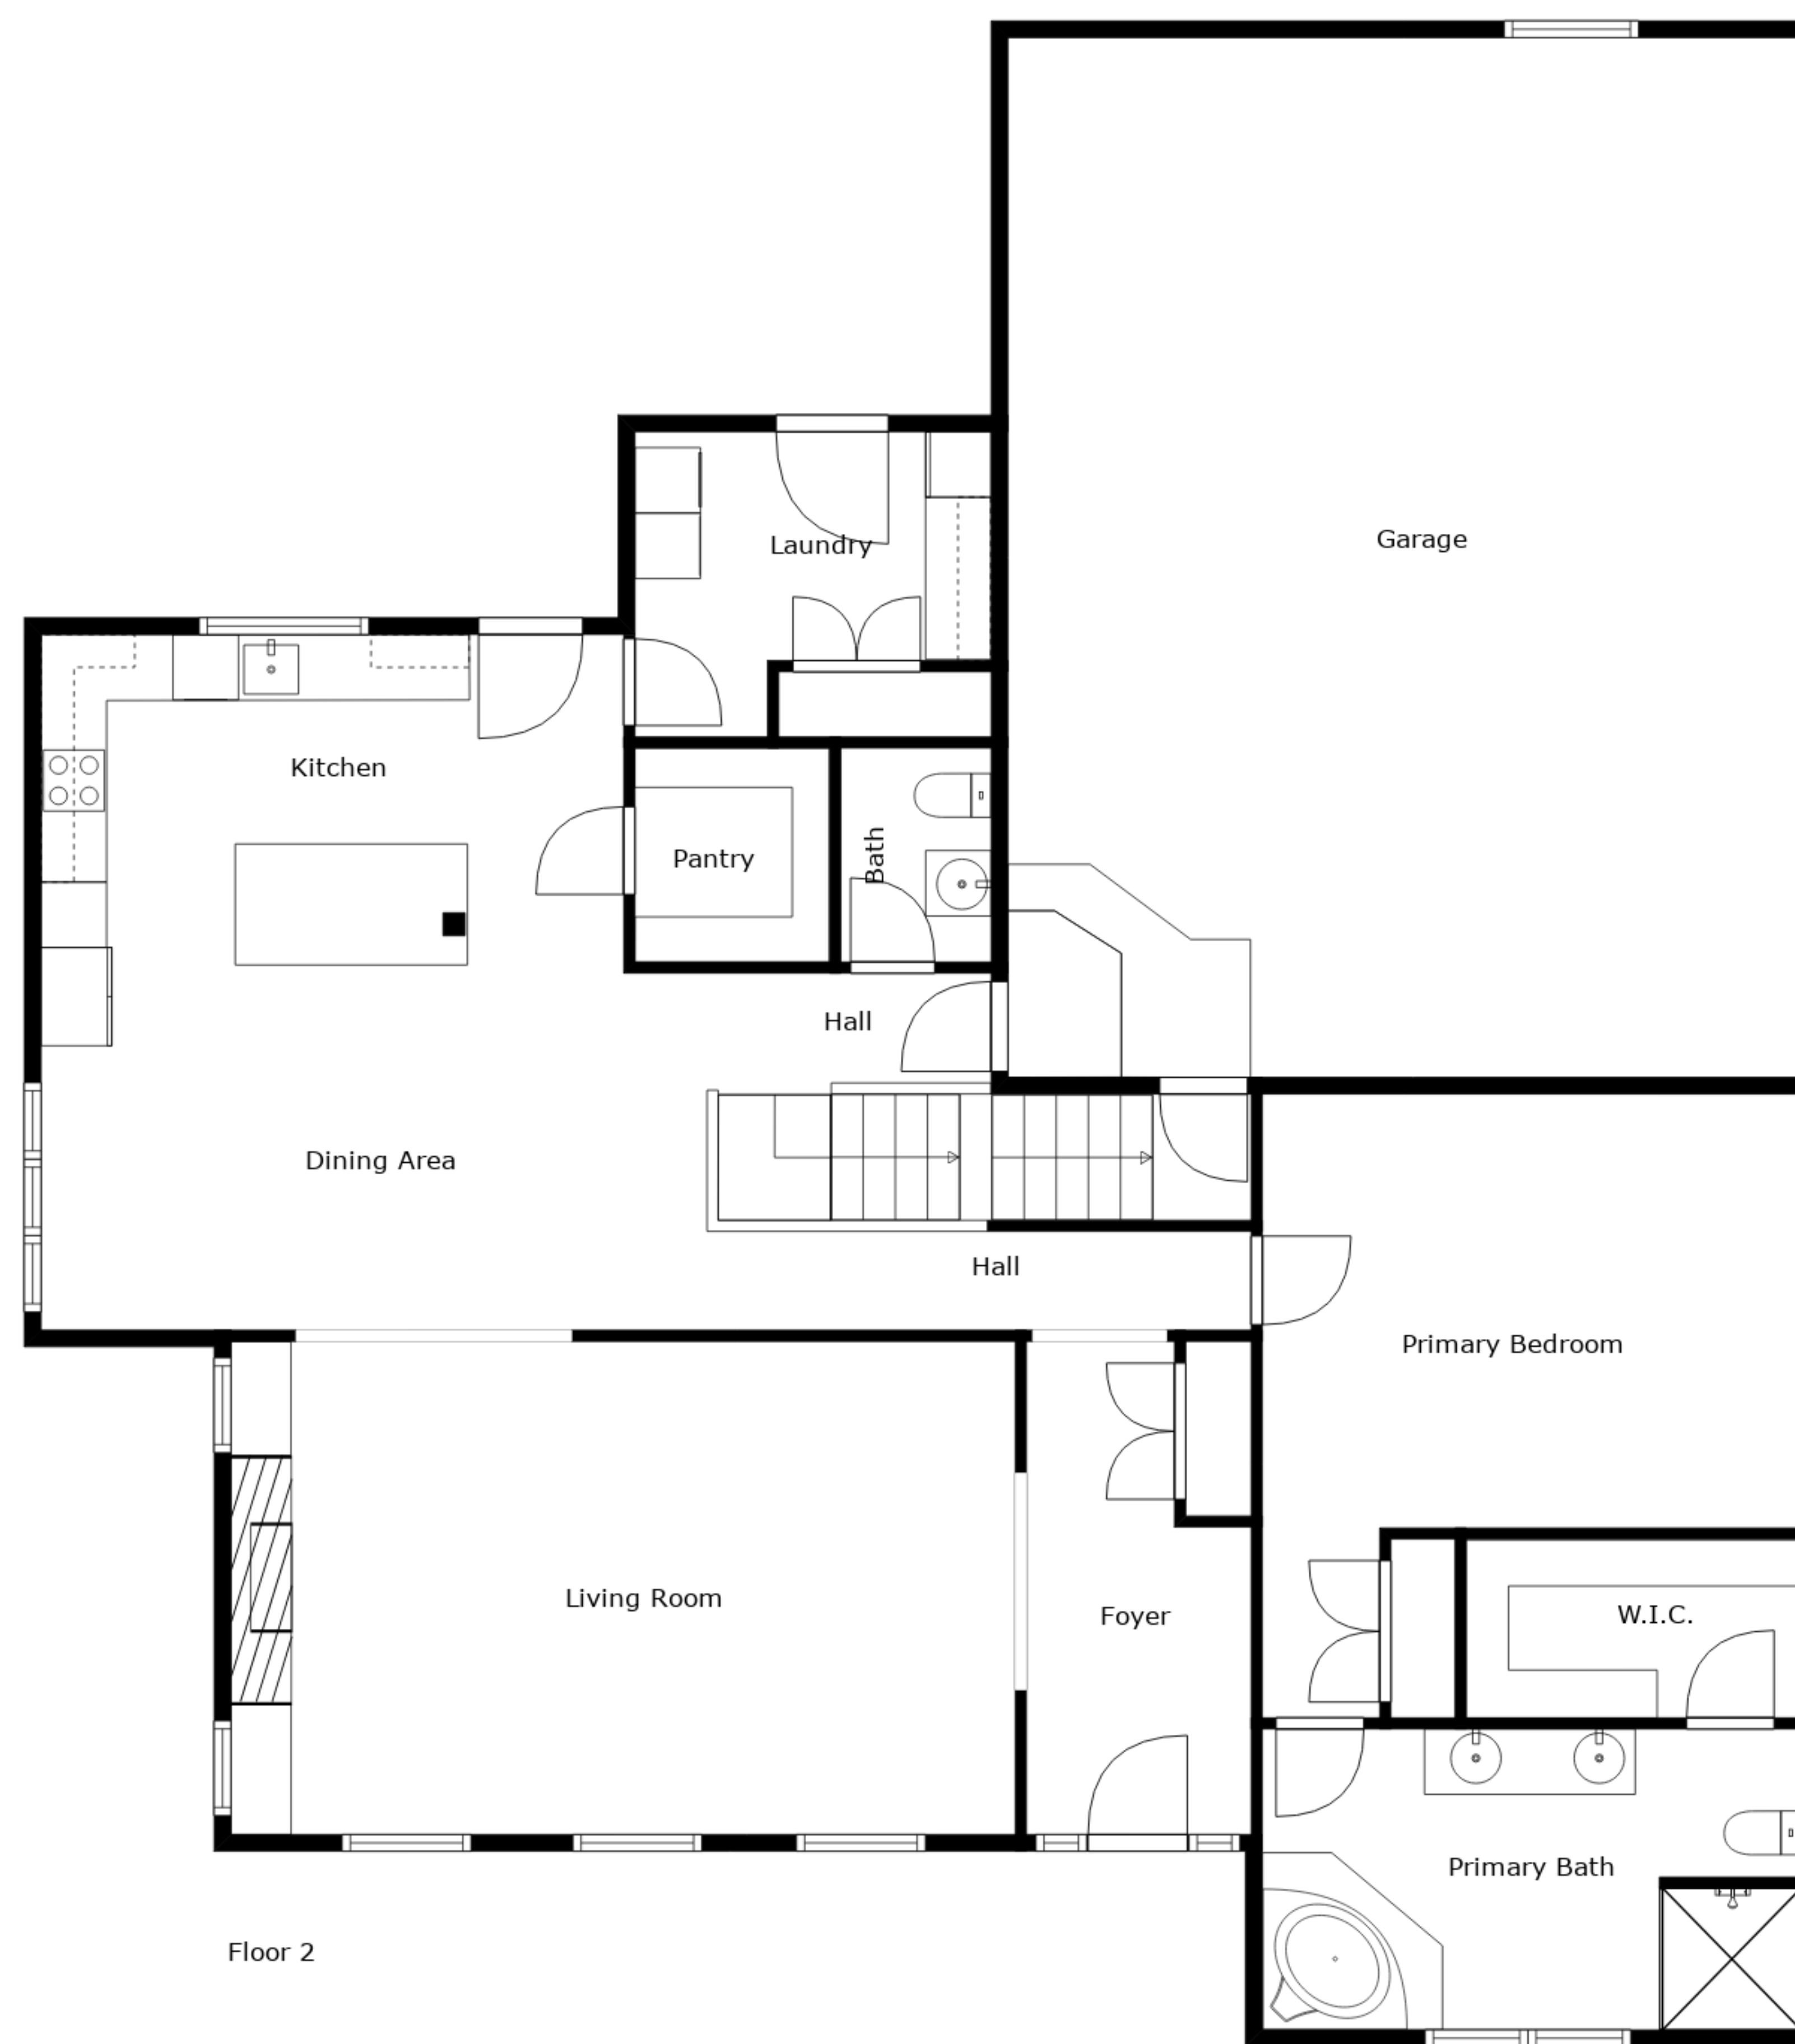 Garage
Laundry
Kitchen
Pantry
Bath
Hall
Dining Area
Hall
Primary Bedroom
Living Room
Foyer
W.I.C.
Primary Bath
Floor 2